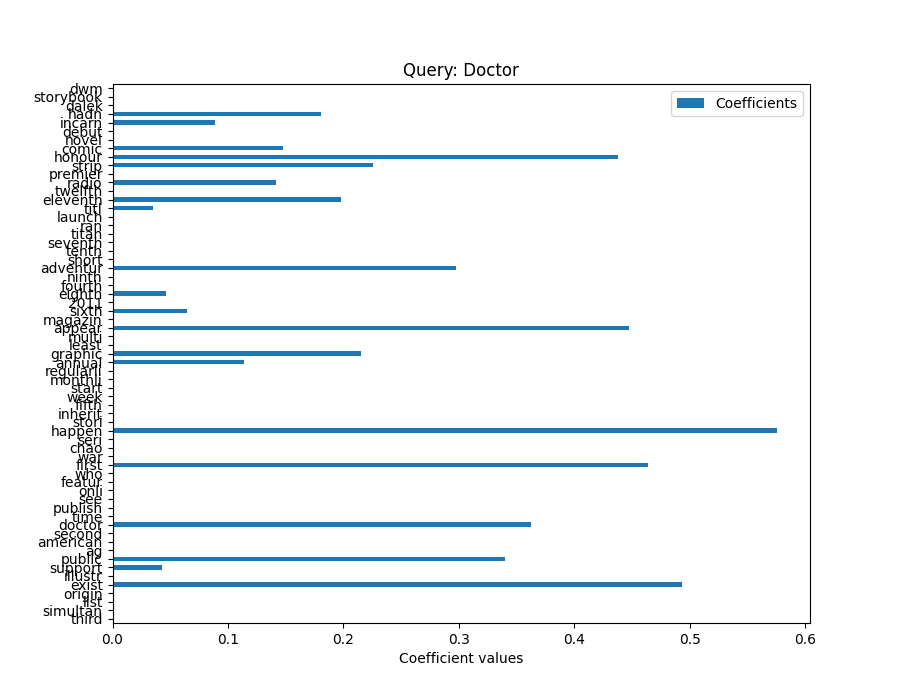 Query: Doctor
Coefficients
dwm
storybook
dalek
hadn
incarn
debut
novel
comic
honour
strip
premier
radio
twelfth
eleventh
titl
launch
ran
titan
seventh
tenth
short
adventur
ninth
fourth
eighth
2011
sixth
magazin
appear
multi
least
graphic
annual
regularli
monthli
start
week
fifth
inherit
stori
happen
seri
chao
war
first
who
featur
onli
see
publish
time
doctor
second
american
ag
public
support
illustr
exist
origin
list
simultan
third
0.0 0.1 0.2 0.3 0.4 0.5 0.6
Coefficient values